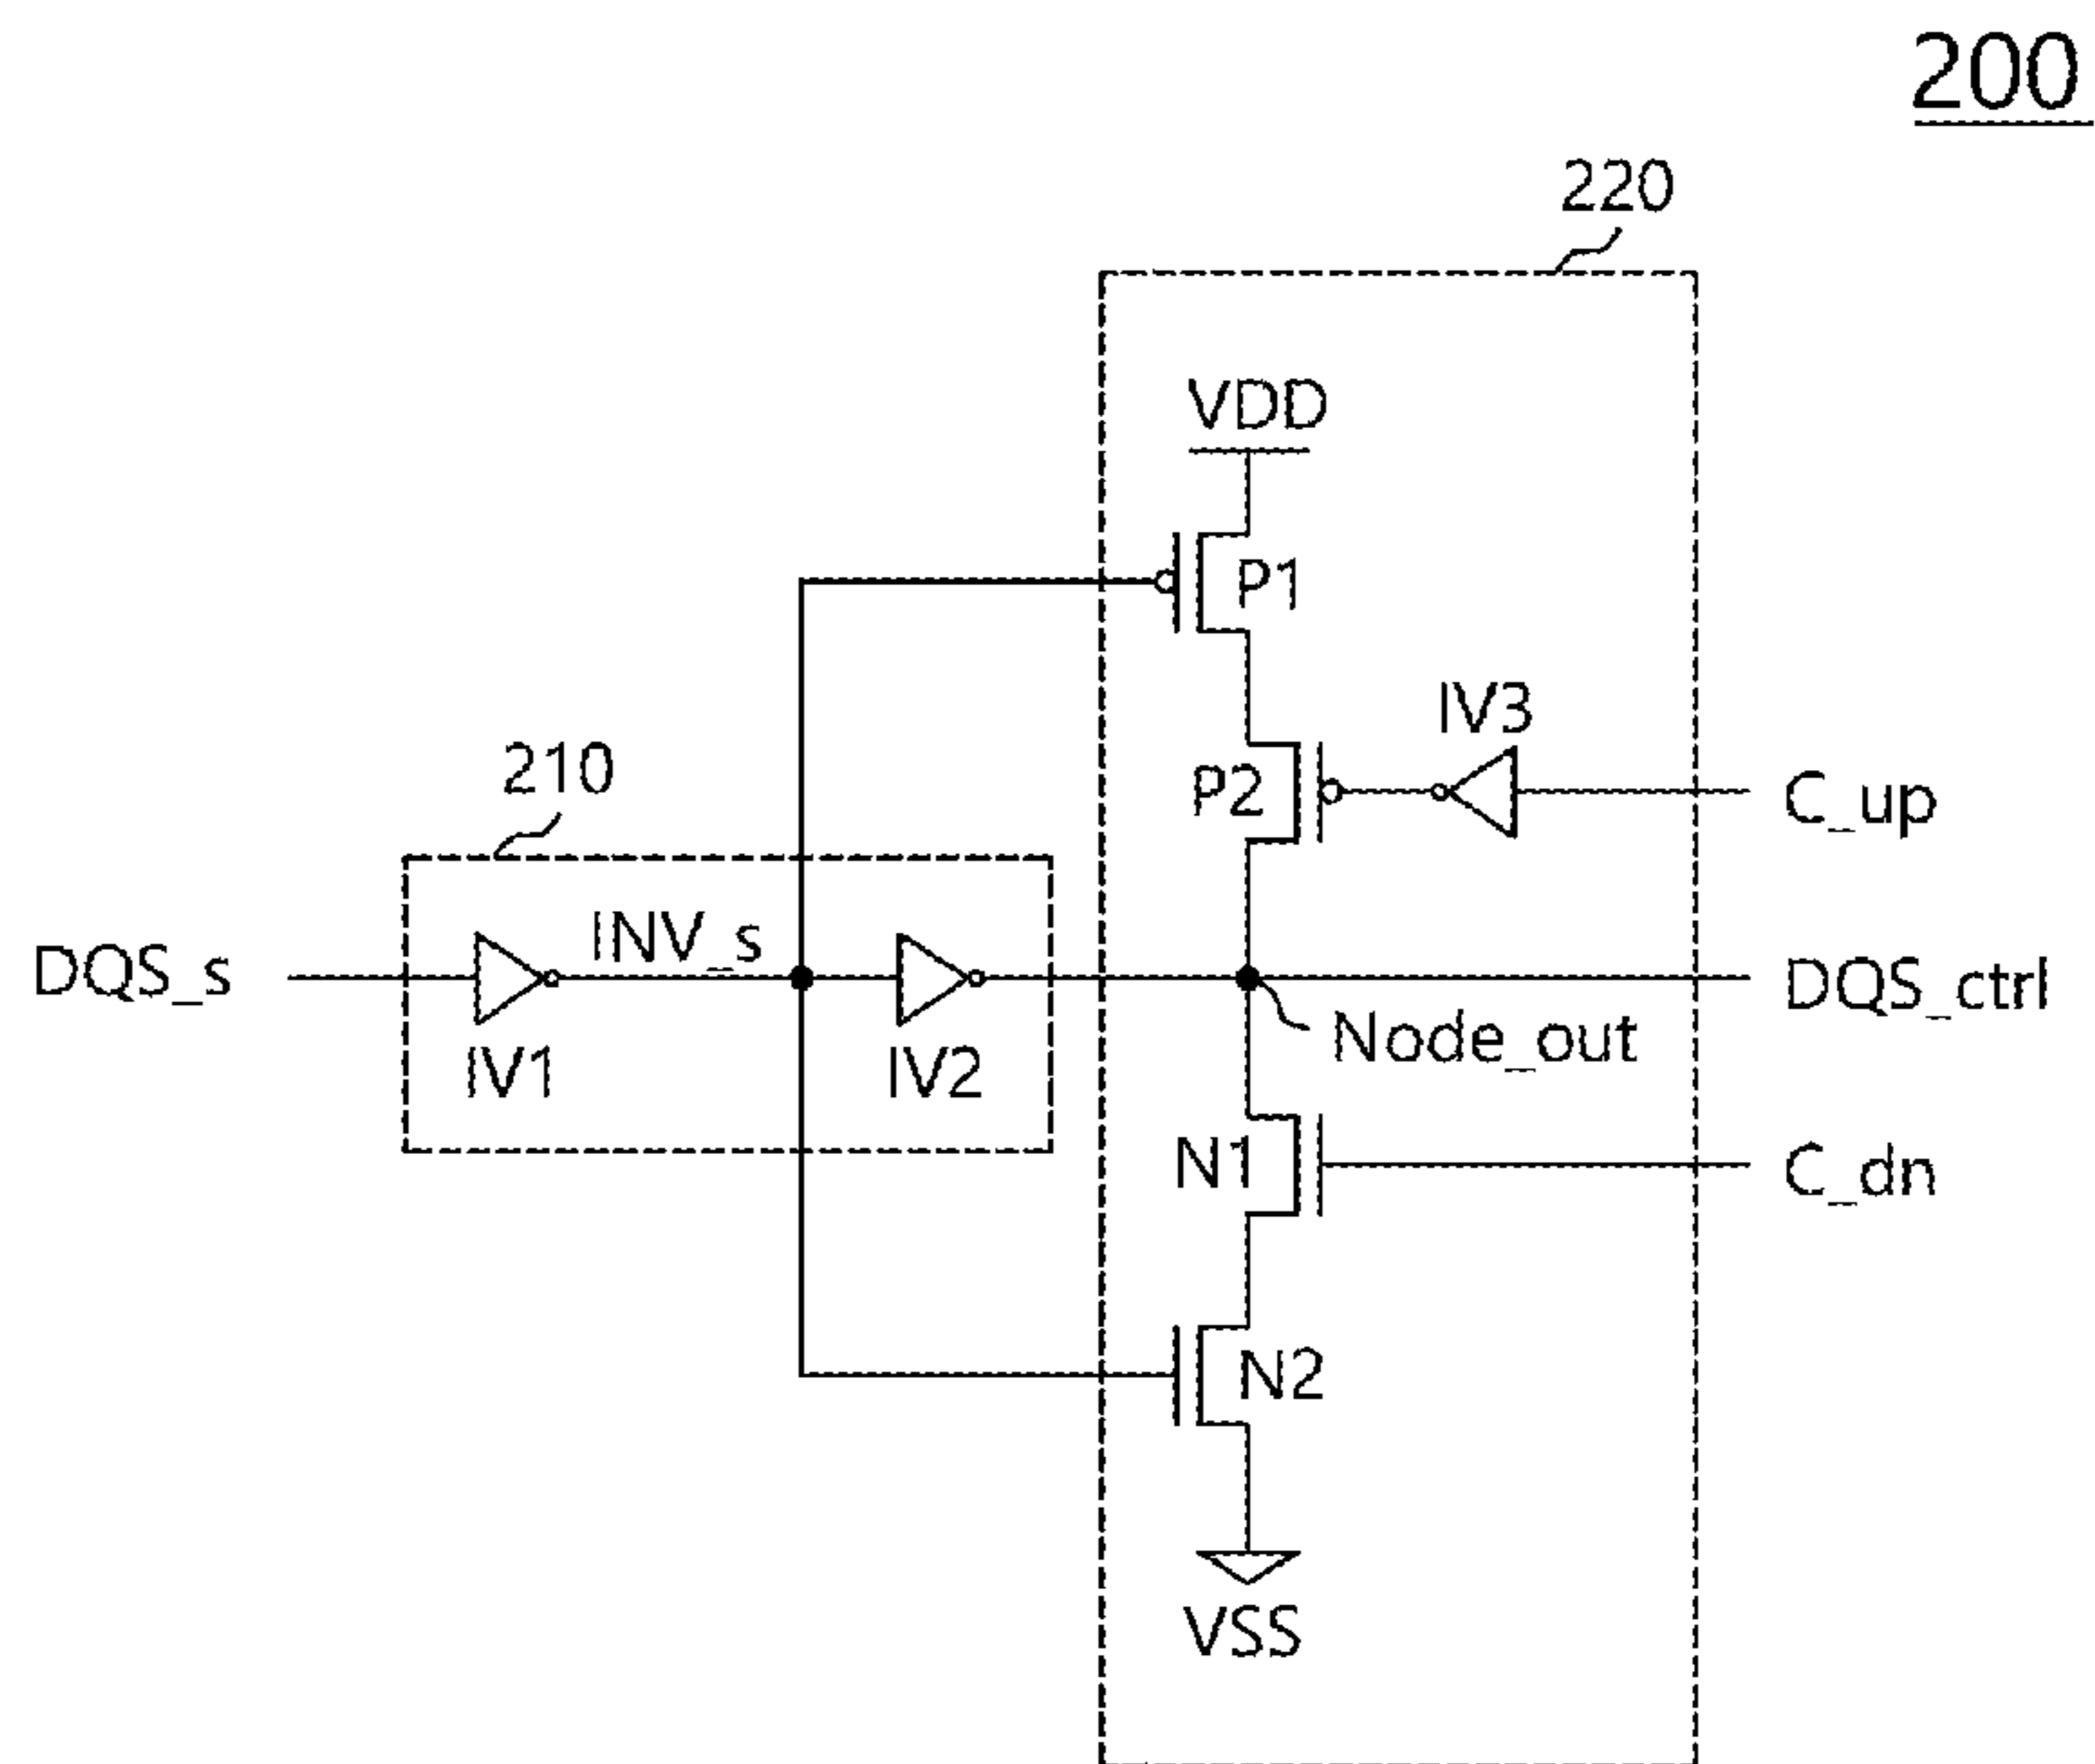 200
220
VDD
P1
IV3
210
P2
C_up
INV_s
DQS_s
DQS_ctrl
Node_out
IV1
IV2
N1
C_dn
N2
VSS